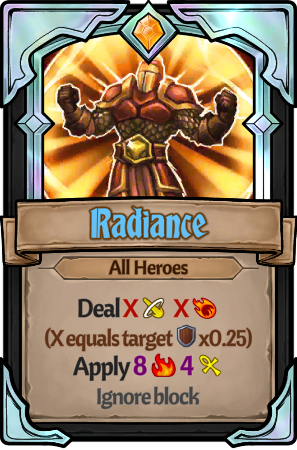 Radiance
All Heroes
Deal X X
(X equals target x0.25)
Apply 8 4
Ignore block